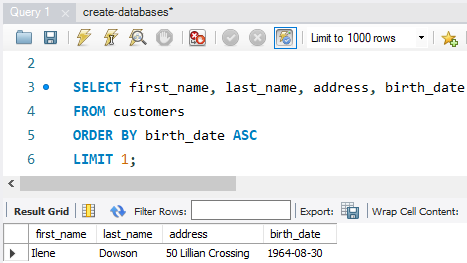 Query 1 create-databases*
Limit to 1000 rows
2
3 SELECT first_name, last_name, address, birth_date
4 FROM customers
5 ORDER BY birth_date ASC
6 LIMIT 1;
Result Grid Filter Rows: Export: Wrap Cell Content:
first_name last_name address birth_date
Ilene Dowson 50 Lillian Crossing 1964-08-30